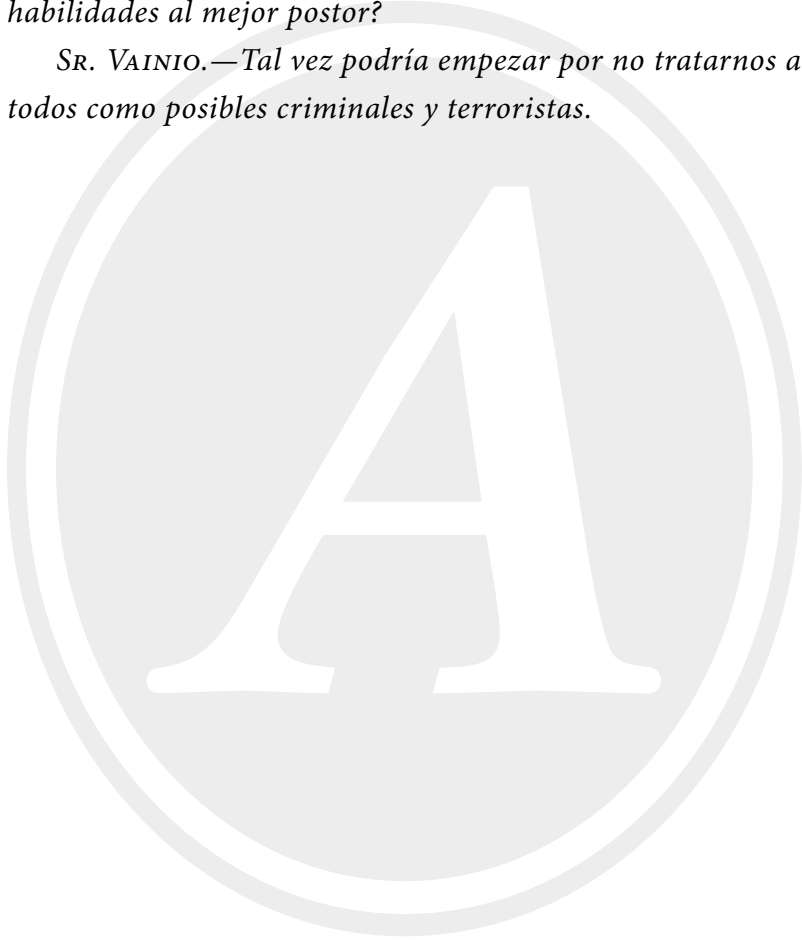 habilidades al mejor postor?
Sr. Vainio.—Tal vez podría empezar por no tratarnos a
todos como posibles criminales y terroristas.
A